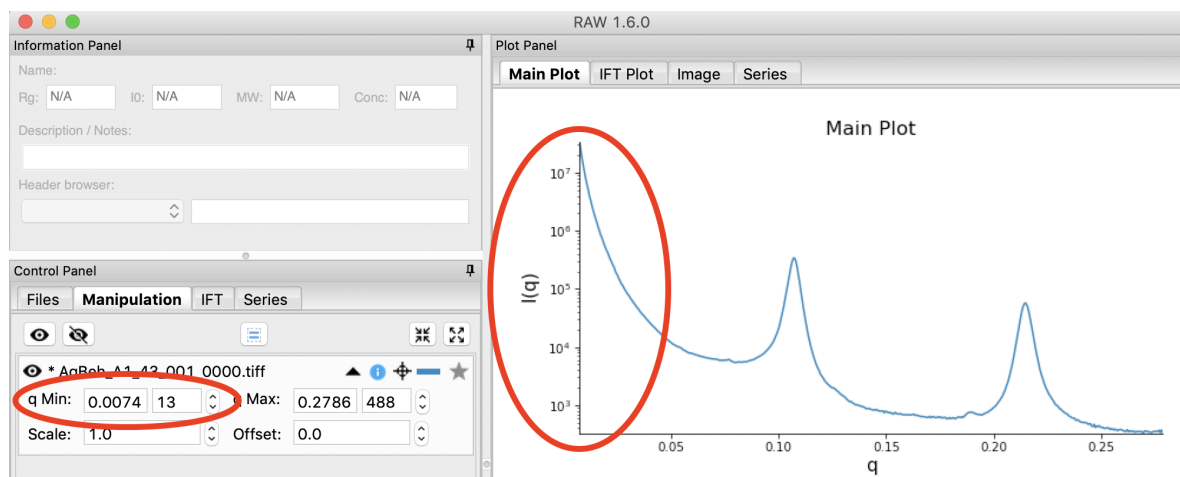 RAW 1.6.0
Information Panel
Name:
Rg: N/A I0: N/A MW: N/A Conc: N/A
Description / Notes:
Header browser:
Control Panel
Files Manipulation IFT Series
* AgBeh_A1_43_001_0000.tiff
q Min: 0.0074 13 q Max: 0.2786 488
Scale: 1.0 Offset: 0.0
Plot Panel
Main Plot IFT Plot Image Series
Main Plot
I(q)
10⁷
10⁶
10⁵
10⁴
10³
0.05 0.10 0.15 0.20 0.25
q